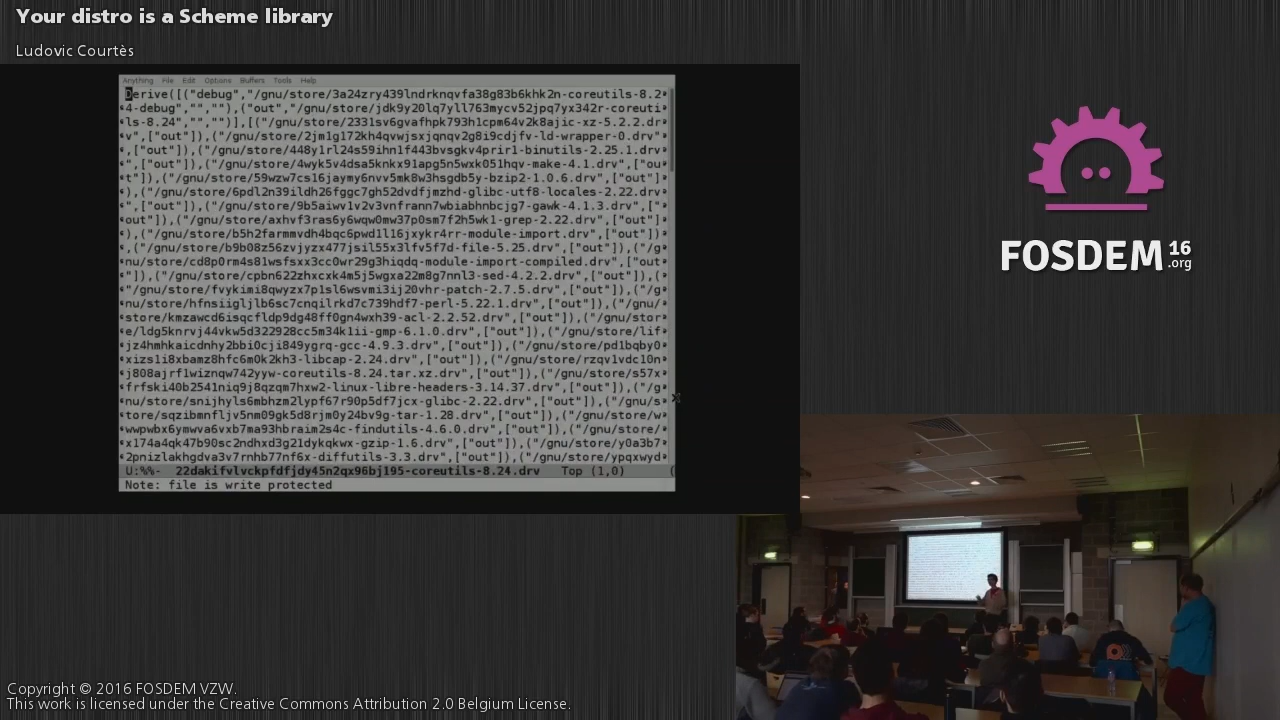 Your distro is a Scheme library
Ludovic Courtès
Anything File Edit Options Buffers Tools Help
Derive([("debug","/gnu/store/3a24zry439lndrknqvfa38g83b6khk2n-coreutils-8.2
4-debug","",""),("out","/gnu/store/jdk9y20lq7yll763mycv52jpq7yx342r-coreuti
ls-8.24","","")],[("/gnu/store/2331sv6gvafhpk793h1cpm64v2k8ajic-xz-5.2.2.dr
v",["out"]),("/gnu/store/2jm1g172kh4qvwjsxjqnqv2g8i9cdjfv-ld-wrapper-0.drv"
,["out"]),("/gnu/store/448y1rl24s59ihn1f443bvsgkv4prir1-binutils-2.25.1.drv
",["out"]),("/gnu/store/4wyk5v4dsa5knkx91apg5n5wxk051hqv-make-4.1.drv",["ou
t"]),("/gnu/store/59wzw7cs16jaymy6nvv5mk8w3hsgdb5y-bzip2-1.0.6.drv",["out"]
),("/gnu/store/6pdl2n39ildh26fggc7gh52dvdfjmzhd-glibc-utf8-locales-2.22.drv
",["out"]),("/gnu/store/9b5aiwv1v2v3vnfrann7wbiabhnbcjg7-gawk-4.1.3.drv",["
out"]),("/gnu/store/axhvf3ras6y6wqw0mw37p0sm7f2h5wk1-grep-2.22.drv",["out"]
),("/gnu/store/b5h2farmmvdh4bqc6pwd1l16jxykr4rr-module-import.drv",["out"])
,("/gnu/store/b9b08z56zvjyzx477jsil55x3lfv5f7d-file-5.25.drv",["out"]),("/g
nu/store/cd8p0rm4s81wsfsxx3cc0wr29g3hiqdq-module-import-compiled.drv",["out
"]),("/gnu/store/cpbn622zhxcxk4m5j5wgxa22m8g7nnl3-sed-4.2.2.drv",["out"]),(
"/gnu/store/fvykimi8qwyzx7p1sl6wsvmi3ij20vhr-patch-2.7.5.drv",["out"]),("/g
nu/store/hfnsiigljlb6sc7cnqilrkd7c739hdf7-perl-5.22.1.drv",["out"]),("/gnu/
store/kmzawcd6isqcfldp9dg48ff0gn4wxh39-acl-2.2.52.drv",["out"]),("/gnu/stor
e/ldg5knrvj44vkw5d322928cc5m34k1ii-gmp-6.1.0.drv",["out"]),("/gnu/store/lif
jz4hmhkaicdnhy2bbi0cji849ygrq-gcc-4.9.3.drv",["out"]),("/gnu/store/pd1bqby0
xizs1i8xbamz8hfc6m0k2kh3-libcap-2.24.drv",["out"]),("/gnu/store/rzqv1vdc10n
j808ajrf1wiznqw742yyw-coreutils-8.24.tar.xz.drv",["out"]),("/gnu/store/s57x
frfski40b2541niq9j8qzqm7hxw2-linux-libre-headers-3.14.37.drv",["out"]),("/g
nu/store/snijhyls6mbhzm2lypf67r90p5df7jcx-glibc-2.22.drv",["out"]),("/gnu/s
tore/sqzibmnfljv5nm09gk5d8rjm0y24bv9g-tar-1.28.drv",["out"]),("/gnu/store/w
wwpwbx6ymwva6vxb7ma93hbraim2s4c-findutils-4.6.0.drv",["out"]),("/gnu/store/
x174a4qk47b90sc2ndhxd3g21dykqkwx-gzip-1.6.drv",["out"]),("/gnu/store/y0a3b7
2pnizlakhgdva3v7rnhb77nf6x-diffutils-3.3.drv",["out"]),("/gnu/store/ypqxwyd
U:%%- 22dakifvlvckpfdfjdy45n2qx96bj195-coreutils-8.24.drv Top (1,0) (
Note: file is write protected
FOSDEM 16
.org
Copyright © 2016 FOSDEM VZW.
This work is licensed under the Creative Commons Attribution 2.0 Belgium License.